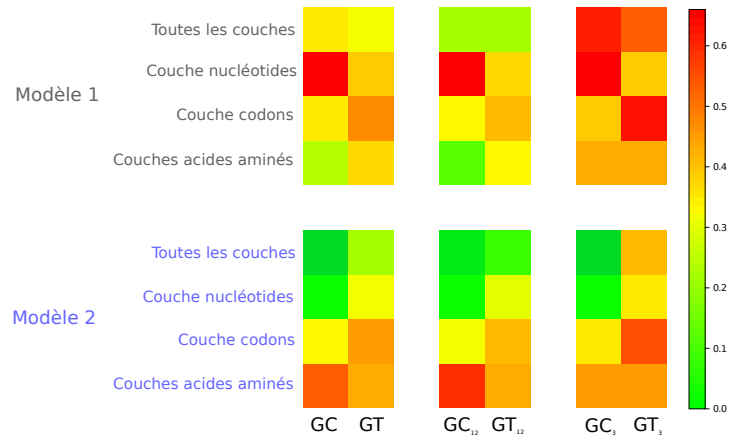 Toutes les couches
Couche nucléotides
Modèle 1
Couche codons
Couches acides aminés
Toutes les couches
Couche nucléotides
Modèle 2
Couche codons
Couches acides aminés
GC GT GC₁₂ GT₁₂ GC₃ GT₃
0.6
0.5
0.4
0.3
0.2
0.1
0.0